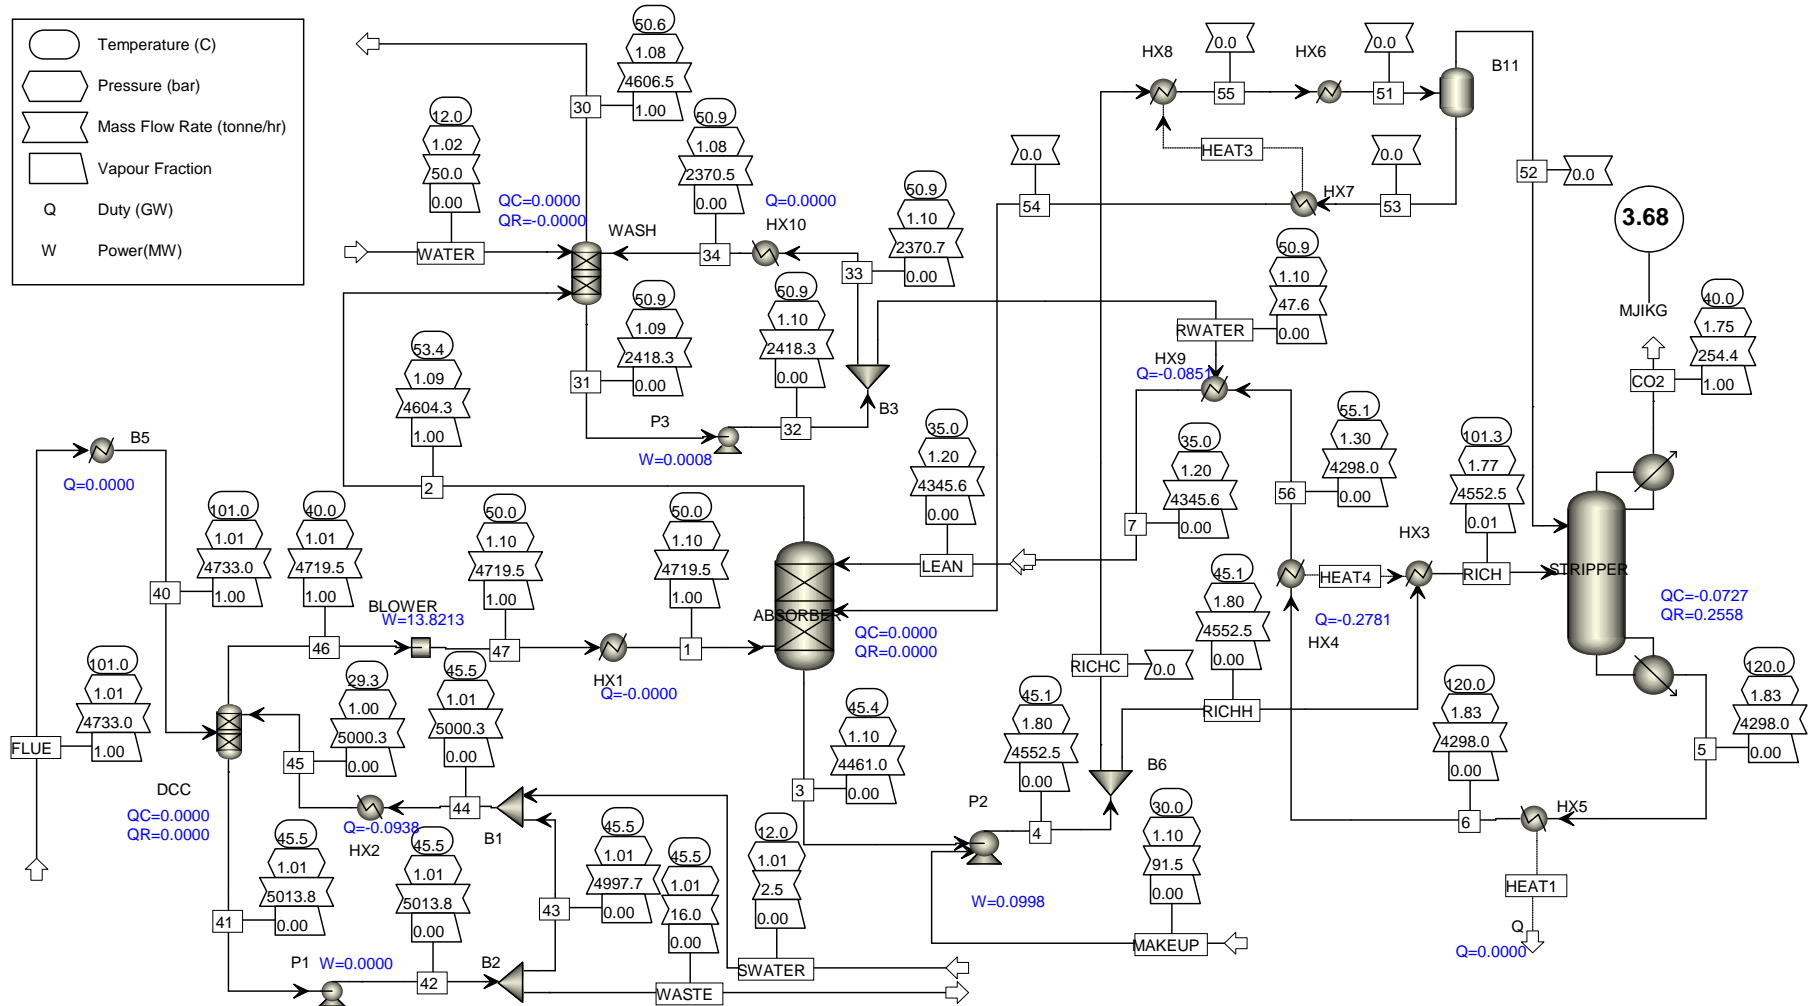 Temperature (C)
Pressure (bar)
Mass Flow Rate (tonne/hr)
Vapour Fraction
Q Duty (GW)
W Power(MW)
50.6
1.08
4606.5
1.00
30
12.0
1.02
50.0
0.00
WATER
QC=0.0000
QR=-0.0000
WASH
50.9
1.08
2370.5
0.00
34
Q=0.0000
HX10
50.9
1.10
2370.7
0.00
33
50.9
1.09
2418.3
0.00
31
50.9
1.10
2418.3
0.00
32
P3
W=0.0008
B3
53.4
1.09
4604.3
1.00
2
HX8
0.0
55
HX6
0.0
51
B11
HEAT3
0.0
54
HX7
0.0
53
52
0.0
3.68
MJIKG
50.9
1.10
47.6
0.00
RWATER
HX9
Q=-0.0851
40.0
1.75
254.4
1.00
CO2
B5
Q=0.0000
101.0
1.01
4733.0
1.00
40
40.0
1.01
4719.5
1.00
46
BLOWER
W=13.8213
50.0
1.10
4719.5
1.00
47
HX1
Q=-0.0000
50.0
1.10
4719.5
1.00
1
ABSORBER
QC=0.0000
QR=0.0000
35.0
1.20
4345.6
0.00
LEAN
35.0
1.20
4345.6
0.00
7
55.1
1.30
4298.0
0.00
56
101.3
1.77
4552.5
0.01
RICH
HX3
HEAT4
Q=-0.2781
HX4
STRIPPER
QC=-0.0727
QR=0.2558
101.0
1.01
4733.0
1.00
FLUE
DCC
QC=0.0000
QR=0.0000
29.3
1.00
5000.3
0.00
45
45.5
1.01
5000.3
0.00
44
Q=-0.0938
HX2
B1
45.4
1.10
4461.0
0.00
3
45.1
1.80
4552.5
0.00
4
P2
W=0.0998
RICHC
0.0
45.1
1.80
4552.5
0.00
RICHH
B6
120.0
1.83
4298.0
0.00
6
120.0
1.83
4298.0
0.00
5
HX5
HEAT1
Q
Q=0.0000
45.5
1.01
5013.8
0.00
41
P1
W=0.0000
45.5
1.01
5013.8
0.00
42
B2
45.5
1.01
4997.7
0.00
43
45.5
1.01
16.0
0.00
WASTE
12.0
1.01
2.5
0.00
SWATER
30.0
1.10
91.5
0.00
MAKEUP